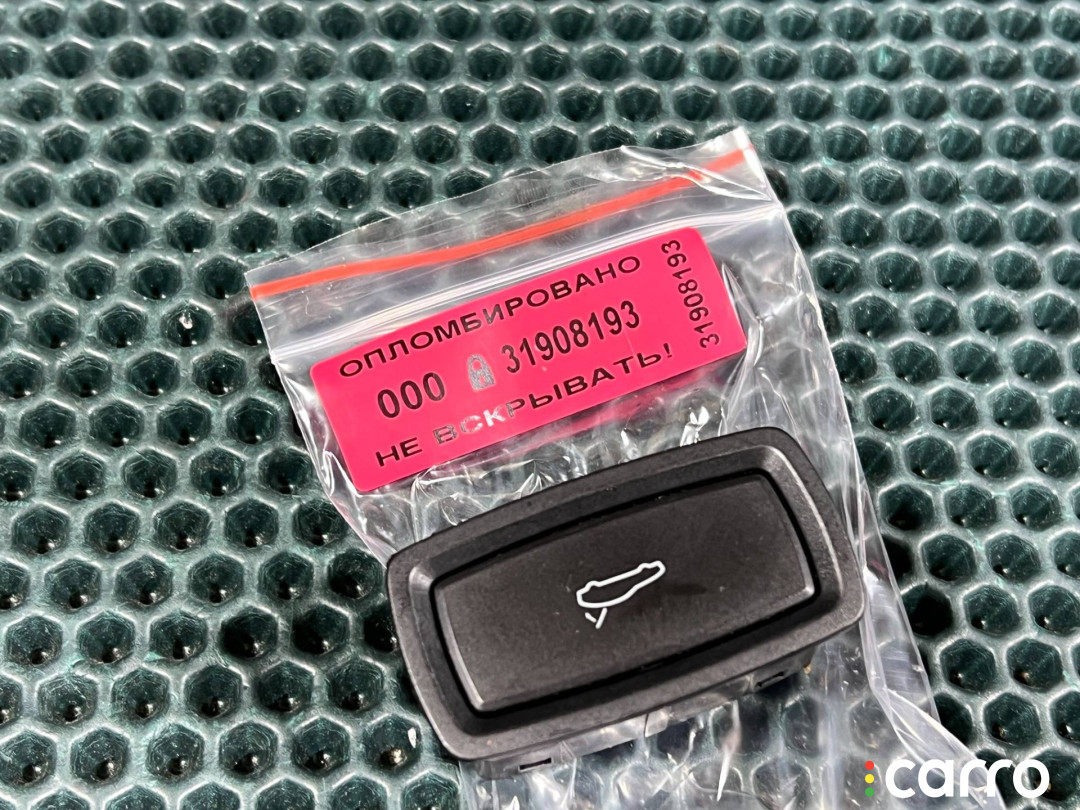 ОПЛОМБИРОВАНО
000 31908193
НЕ ВСКРЫВАТЬ!
31908193
carro